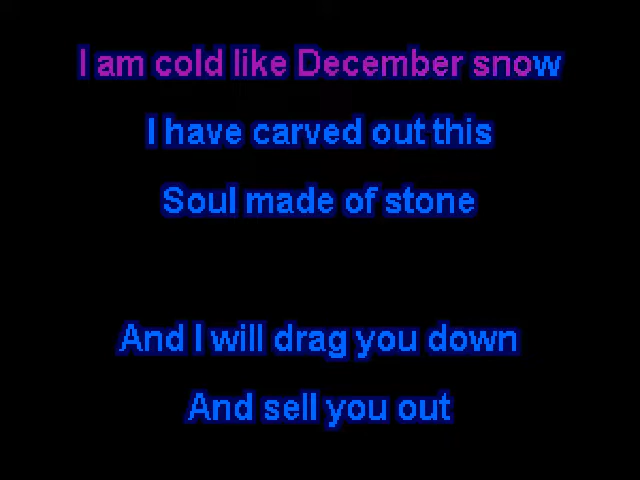 I am cold like December snow
I have carved out this
Soul made of stone
And I will drag you down
And sell you out